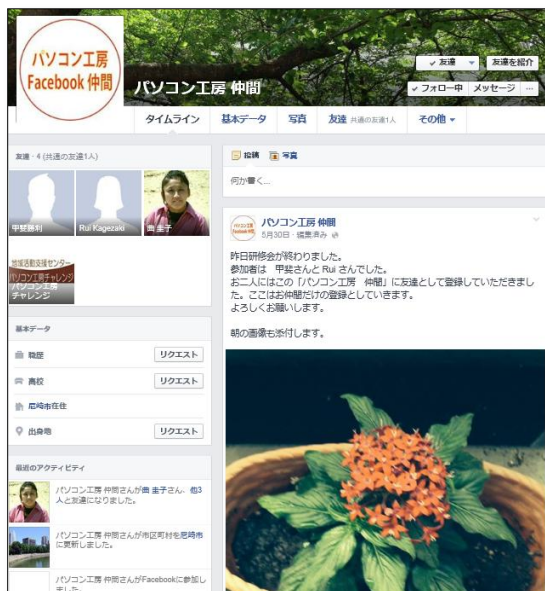 パソコン工房
Facebook 仲間
パソコン工房 仲間
友達
友達を紹介
フォロー中
メッセージ
タイムライン
基本データ
写真
友達 共通の友達1人
その他
友達・4 (共通の友達1人)
甲斐勝利
Rui Kagezaki
曲 圭子
地域活動支援センター
パソコン工房チャレンジ
パソコン工房
チャレンジ
基本データ
職歴
リクエスト
高校
リクエスト
尼崎市在住
出身地
リクエスト
最近のアクティビティ
パソコン工房 仲間さんが曲 圭子さん、他3
人と友達になりました。
パソコン工房 仲間さんが市区町村を尼崎市
に更新しました。
パソコン工房 仲間さんがFacebookに参加し
ました。
投稿
写真
何か書く...
パソコン工房
Facebook 仲間
パソコン工房 仲間
5月30日・編集済み
昨日研修会が終わりました。
参加者は 甲斐さんと Rui さんでした。
お二人にはこの「パソコン工房 仲間」に友達として登録していただきまし
た。ここはお仲間だけの登録としていきます。
よろしくお願いします。
朝の画像も添付します。